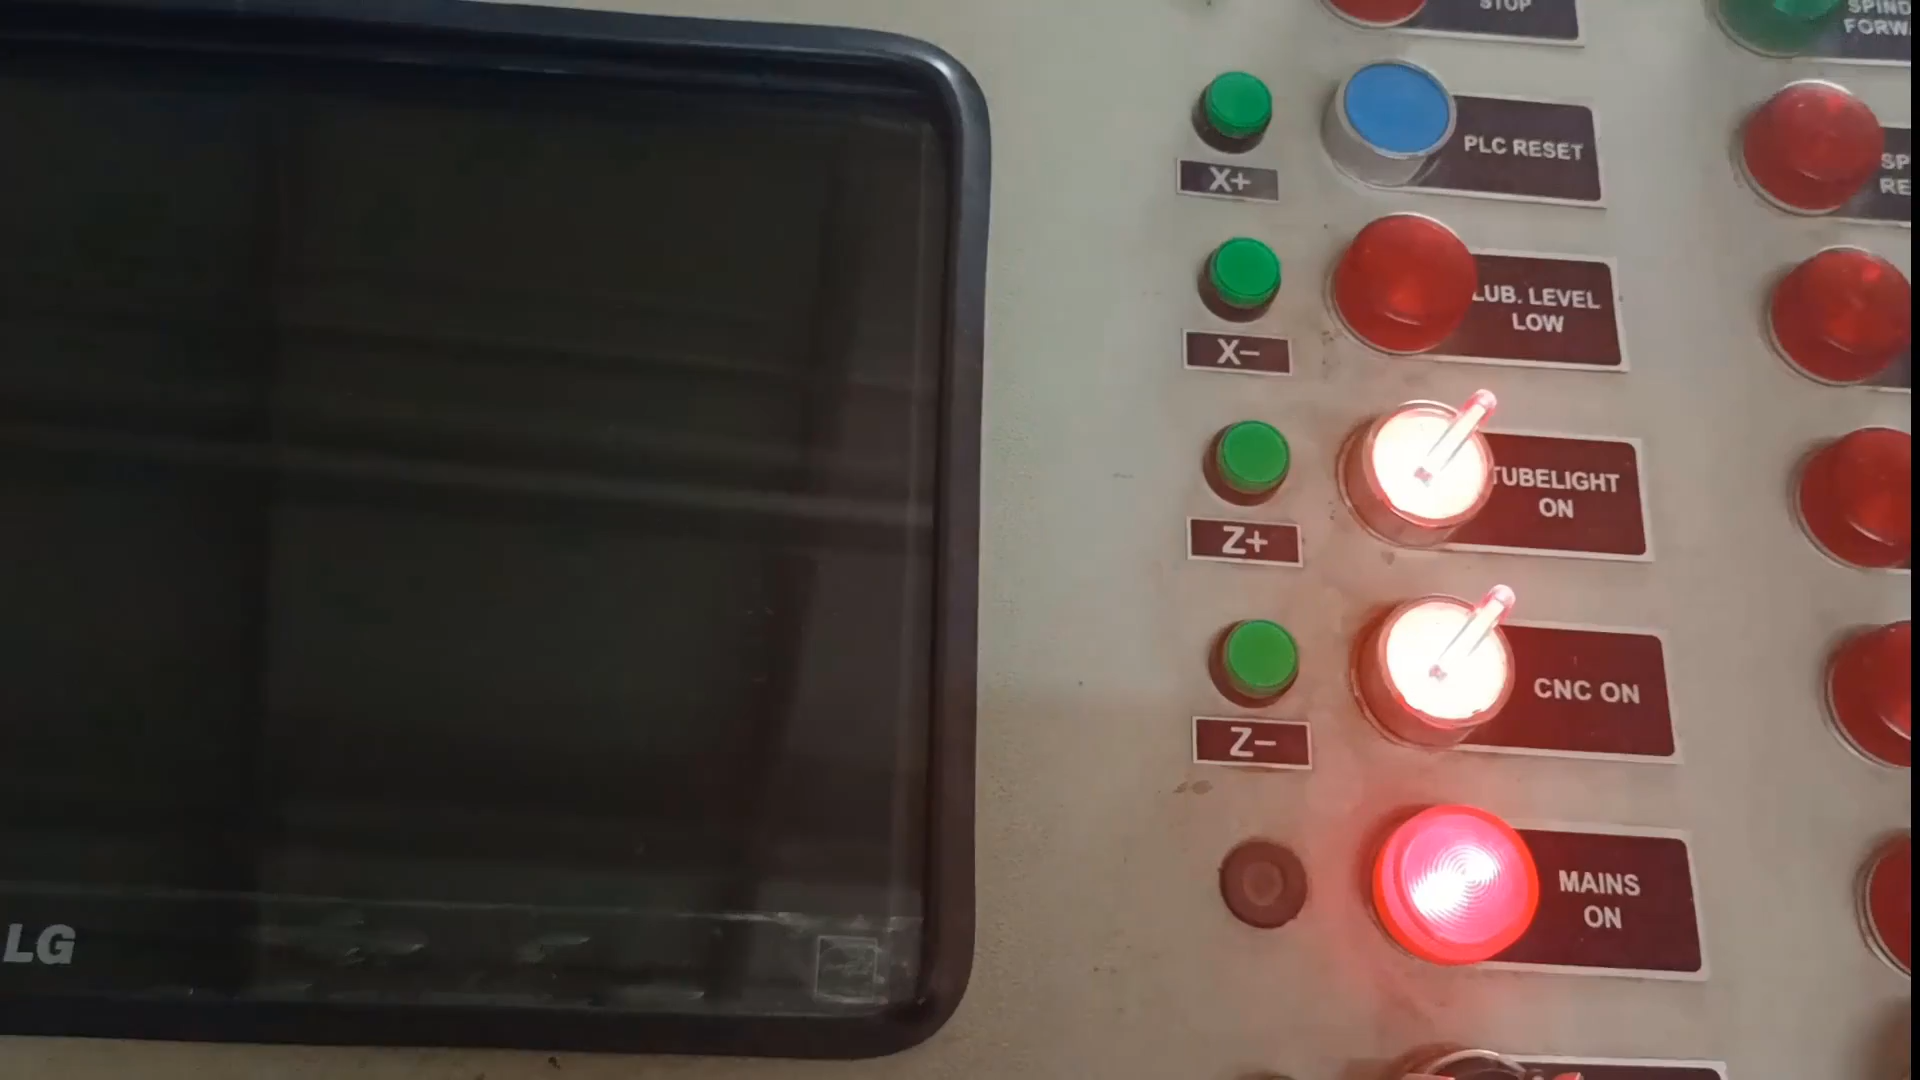 STOP
SPIND
FORW
PLC RESET
X+
SP
RE
LUB. LEVEL
LOW
X−
TUBELIGHT
ON
Z+
CNC ON
Z−
MAINS
ON
LG